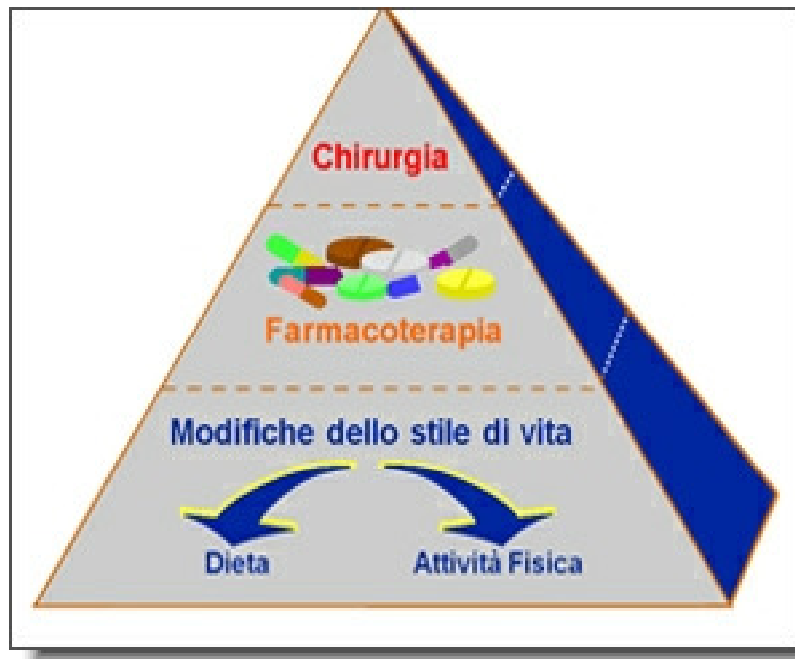 Chirurgia
Farmacoterapia
Modifiche dello stile di vita
Dieta
Attività Fisica